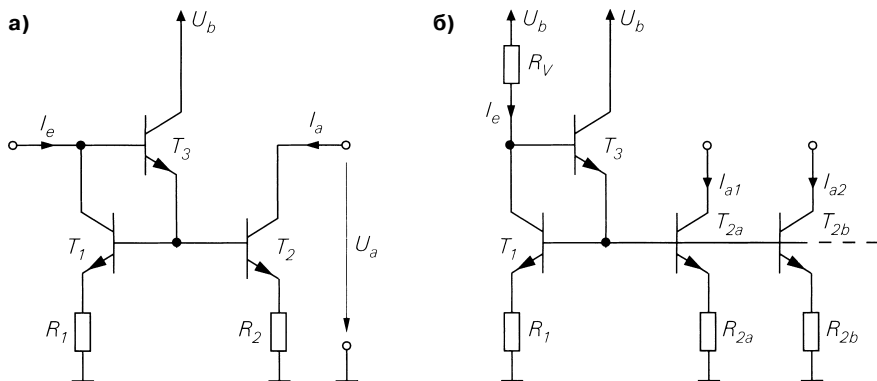 а)
U_b
I_e
T_3
I_a
T_1
T_2
U_a
R_1
R_2
б)
U_b
U_b
R_V
I_e
T_3
I_a1
I_a2
T_1
T_2a
T_2b
R_1
R_2a
R_2b